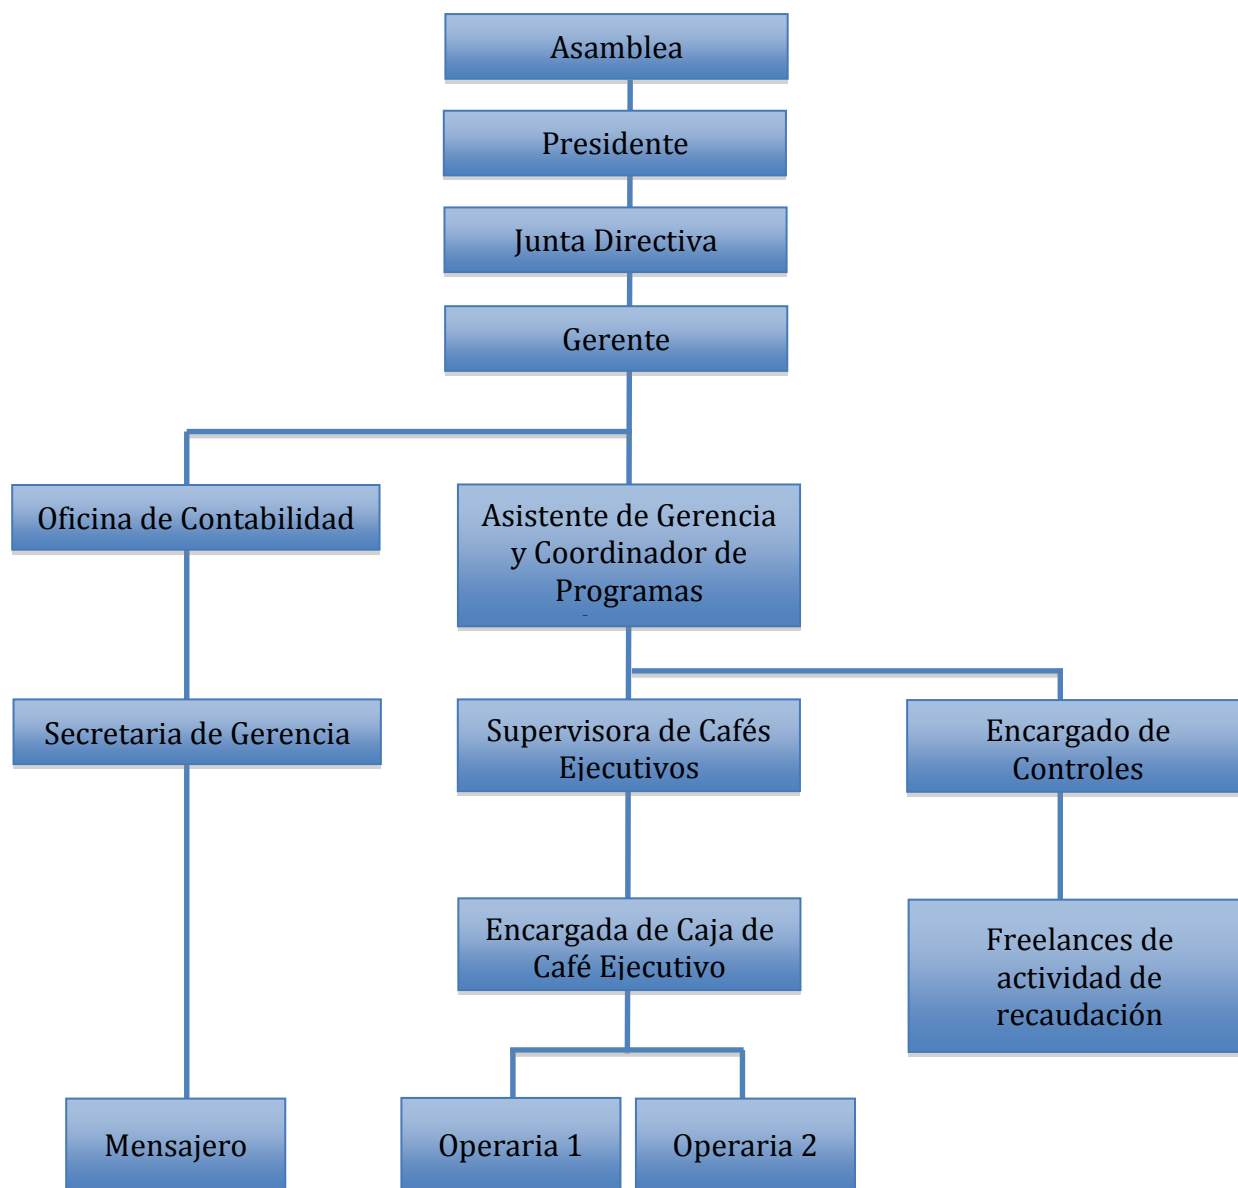 Asamblea
Presidente
Junta Directiva
Gerente
Oficina de Contabilidad
Asistente de Gerencia
y Coordinador de
Programas
Secretaria de Gerencia
Supervisora de Cafés
Ejecutivos
Encargado de
Controles
Encargada de Caja de
Café Ejecutivo
Freelances de
actividad de
recaudación
Mensajero
Operaria 1
Operaria 2